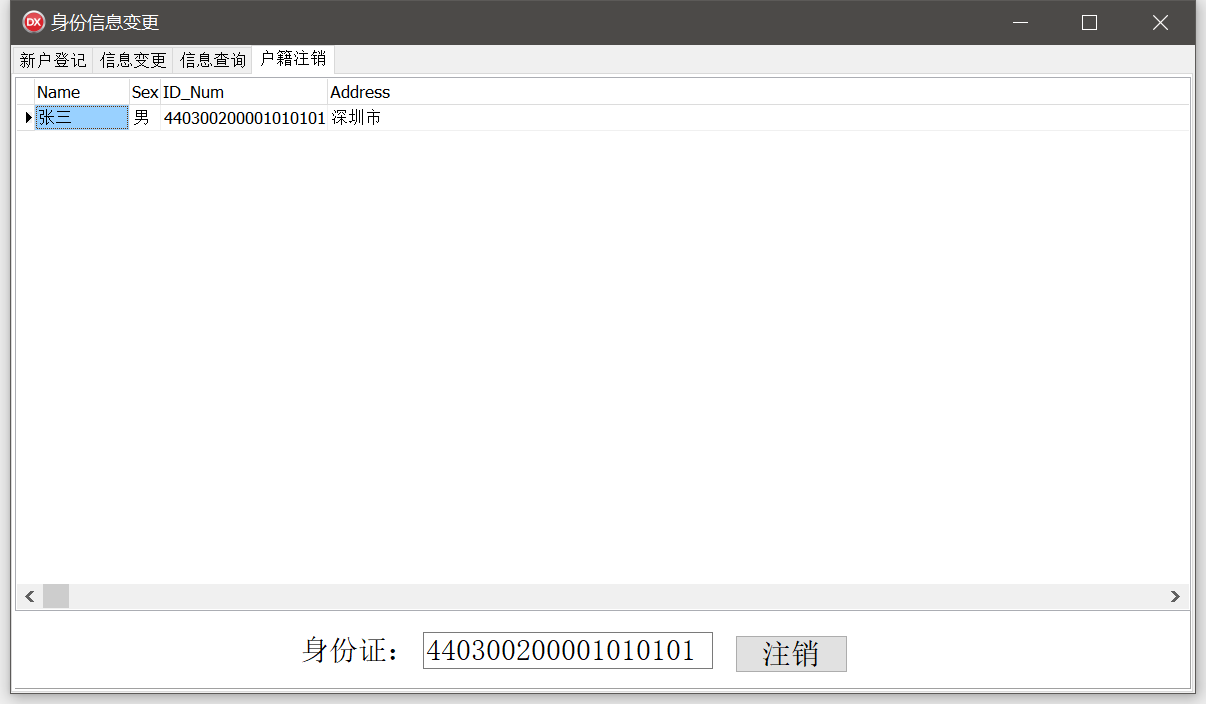 DX 身份信息变更
新户登记 信息变更 信息查询 户籍注销
Name Sex ID_Num Address
张三 男 440300200001010101 深圳市
身份证： 440300200001010101 注销